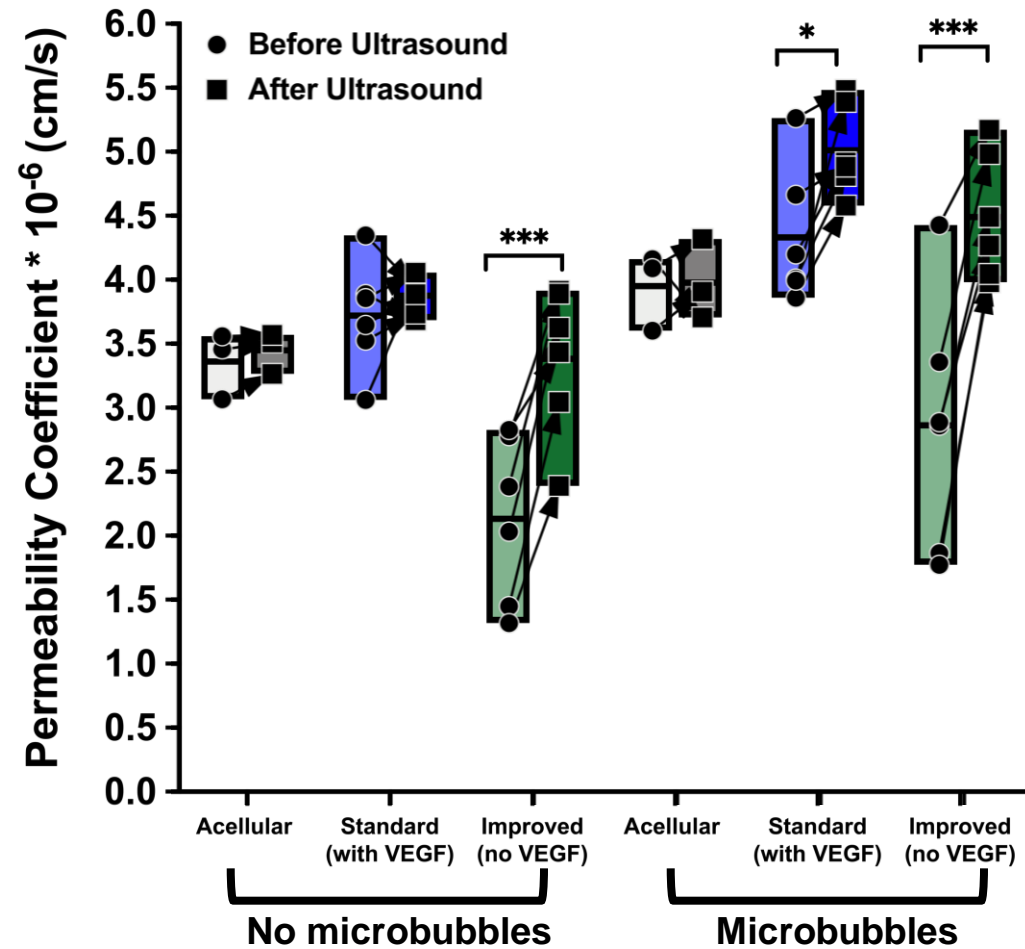 Permeability Coefficient * 10-6 (cm/s)
6.0
5.5
5.0
4.5
4.0
3.5
3.0
2.5
2.0
1.5
1.0
0.5
0.0
Before Ultrasound
After Ultrasound
***
*
***
Acellular
Standard
(with VEGF)
Improved
(no VEGF)
Acellular
Standard
(with VEGF)
Improved
(no VEGF)
No microbubbles
Microbubbles